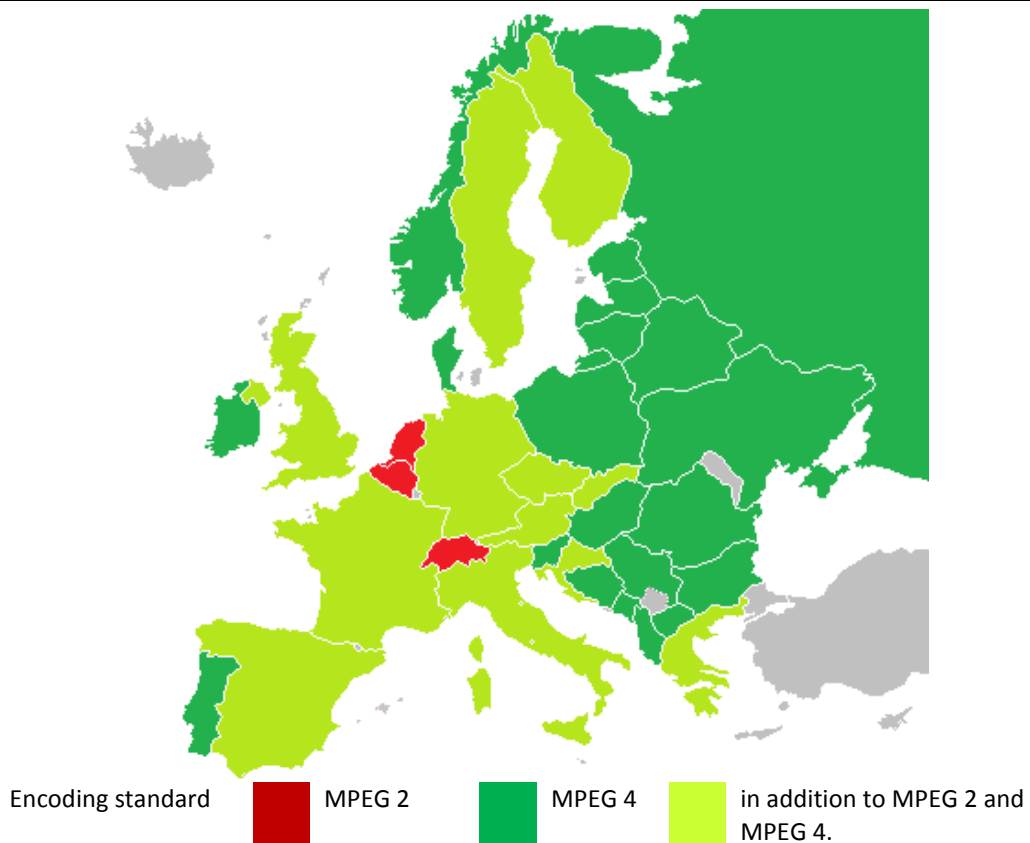 Encoding standard
MPEG 2
MPEG 4
in addition to MPEG 2 and
MPEG 4.